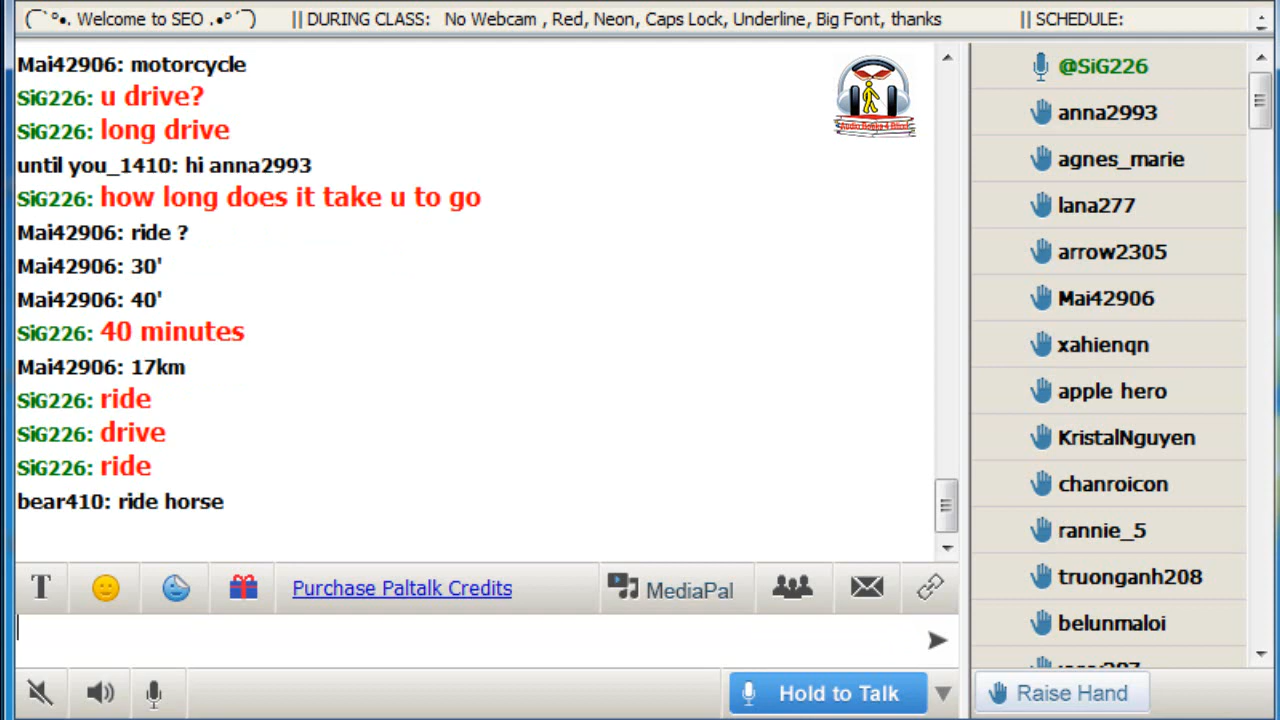 (¯`°•. Welcome to SEO .•°´¯) || DURING CLASS: No Webcam , Red, Neon, Caps Lock, Underline, Big Font, thanks || SCHEDULE:
Mai42906: motorcycle
SiG226: u drive?
SiG226: long drive
until you_1410: hi anna2993
SiG226: how long does it take u to go
Mai42906: ride ?
Mai42906: 30'
Mai42906: 40'
SiG226: 40 minutes
Mai42906: 17km
SiG226: ride
SiG226: drive
SiG226: ride
bear410: ride horse
@SiG226
anna2993
agnes_marie
lana277
arrow2305
Mai42906
xahienqn
apple hero
KristalNguyen
chanroicon
rannie_5
truonganh208
belunmaloi
T
Purchase Paltalk Credits
MediaPal
Hold to Talk
Raise Hand